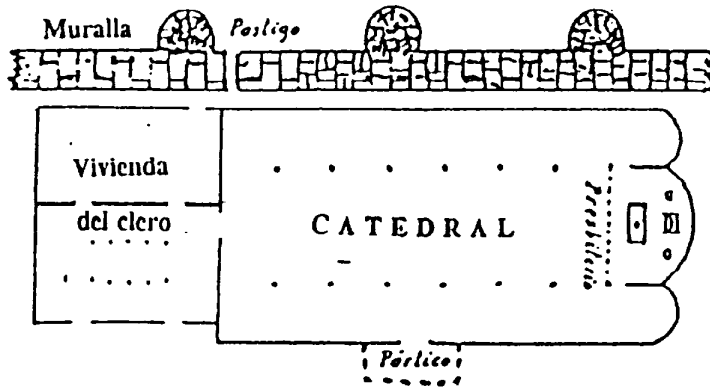 Muralla Postigo
Vivienda
del clero
CATEDRAL
Presbiterio
Pórtico